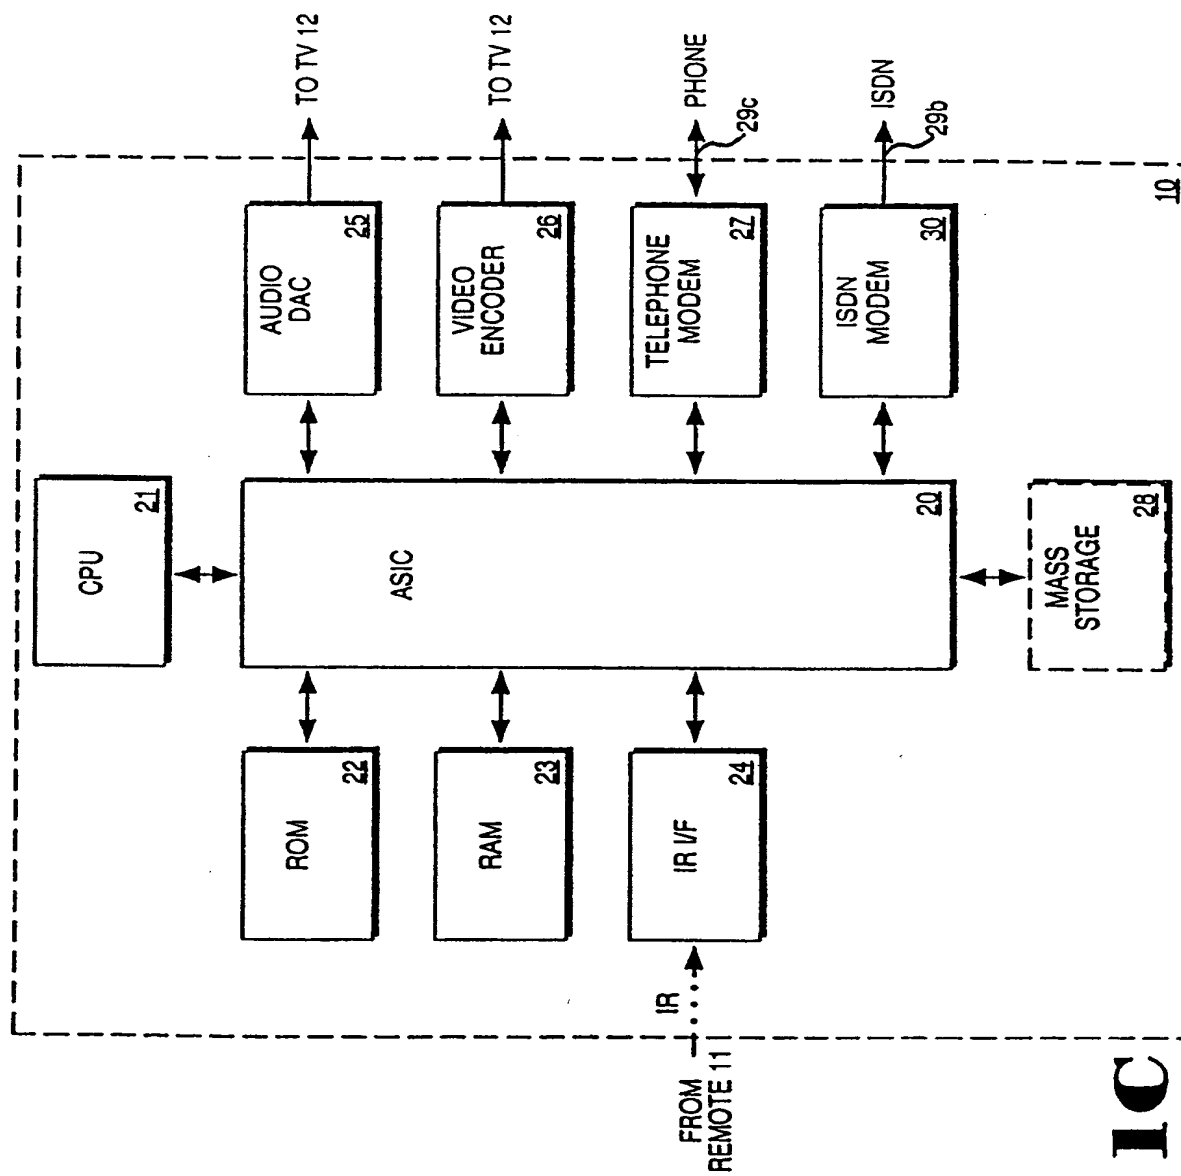 CPU
21
ROM
22
RAM
23
IR I/F
24
ASIC
20
AUDIO
DAC
25
VIDEO
ENCODER
26
TELEPHONE
MODEM
27
ISDN
MODEM
30
MASS
STORAGE
28
TO TV 12
TO TV 12
PHONE
29c
ISDN
29b
IR
FROM
REMOTE 11
10
1C